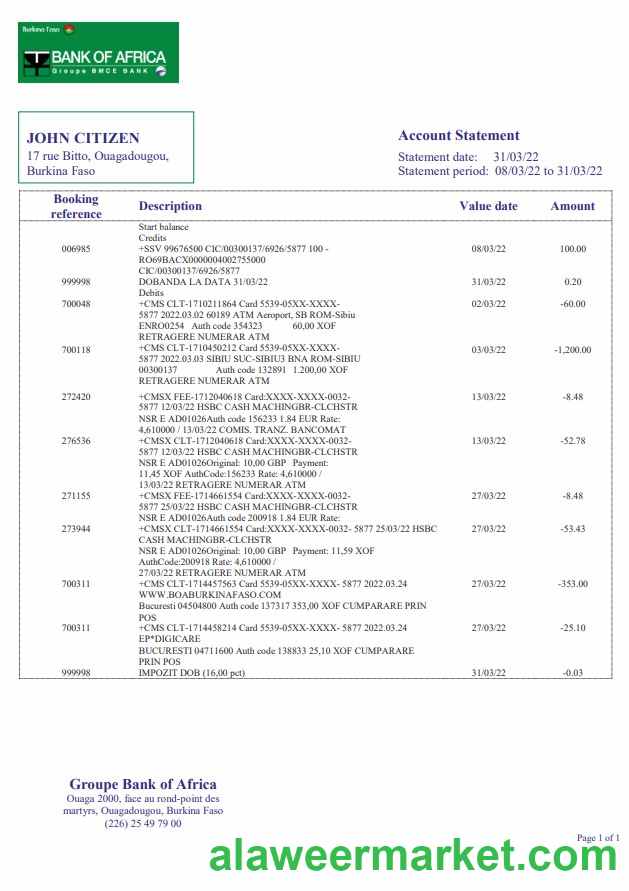 Burkina Faso
BANK OF AFRICA
Groupe BMCE BANK
JOHN CITIZEN
17 rue Bitto, Ouagadougou,
Burkina Faso
Account Statement
Statement date: 31/03/22
Statement period: 08/03/22 to 31/03/22
Booking reference Description Value date Amount
Start balance
Credits
006985 +SSV 99676500 CIC/00300137/6926/5877 100 - 08/03/22 100.00
RO69BACX0000004002755000
CIC/00300137/6926/5877
999998 DOBANDA LA DATA 31/03/22 31/03/22 0.20
Debits
700048 +CMS CLT-1710211864 Card 5539-05XX-XXXX- 02/03/22 -60.00
5877 2022.03.02 60189 ATM Aeroport, SB ROM-Sibiu
ENRO0254 Auth code 354323 60,00 XOF
RETRAGERE NUMERAR ATM
700118 +CMS CLT-1710450212 Card 5539-05XX-XXXX- 03/03/22 -1,200.00
5877 2022.03.03 SIBIU SUC-SIBIU3 BNA ROM-SIBIU
00300137 Auth code 132891 1.200,00 XOF
RETRAGERE NUMERAR ATM
272420 +CMSX FEE-1712040618 Card:XXXX-XXXX-0032- 13/03/22 -8.48
5877 12/03/22 HSBC CASH MACHINGBR-CLCHSTR
NSR E AD01026Auth code 156233 1.84 EUR Rate:
4,610000 / 13/03/22 COMIS. TRANZ. BANCOMAT
276536 +CMSX CLT-1712040618 Card:XXXX-XXXX-0032- 13/03/22 -52.78
5877 12/03/22 HSBC CASH MACHINGBR-CLCHSTR
NSR E AD01026Original: 10,00 GBP Payment:
11,45 XOF AuthCode:156233 Rate: 4,610000 /
13/03/22 RETRAGERE NUMERAR ATM
271155 +CMSX FEE-1714661554 Card:XXXX-XXXX-0032- 27/03/22 -8.48
5877 25/03/22 HSBC CASH MACHINGBR-CLCHSTR
NSR E AD01026Auth code 200918 1.84 EUR Rate:
273944 +CMSX CLT-1714661554 Card:XXXX-XXXX-0032- 5877 25/03/22 HSBC 27/03/22 -53.43
CASH MACHINGBR-CLCHSTR
NSR E AD01026Original: 10,00 GBP Payment: 11,59 XOF
AuthCode:200918 Rate: 4,610000 /
27/03/22 RETRAGERE NUMERAR ATM
700311 +CMS CLT-1714457563 Card 5539-05XX-XXXX- 5877 2022.03.24 27/03/22 -353.00
WWW.BOABURKINAFASO.COM
Bucuresti 04504800 Auth code 137317 353,00 XOF CUMPARARE PRIN
POS
700311 +CMS CLT-1714458214 Card 5539-05XX-XXXX- 5877 2022.03.24 27/03/22 -25.10
EP*DIGICARE
BUCURESTI 04711600 Auth code 138833 25,10 XOF CUMPARARE
PRIN POS
999998 IMPOZIT DOB (16,00 pct) 31/03/22 -0.03
Groupe Bank of Africa
Ouaga 2000, face au rond-point des
martyrs, Ouagadougou, Burkina Faso
(226) 25 49 79 00
Page 1 of 1
alaweermarket.com